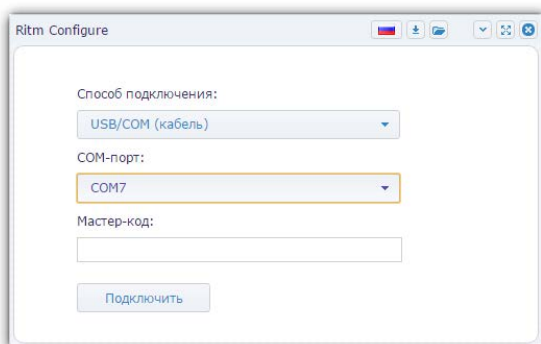 Ritm Configure
Способ подключения:
USB/COM (кабель)
COM-порт:
COM7
Мастер-код:
Подключить